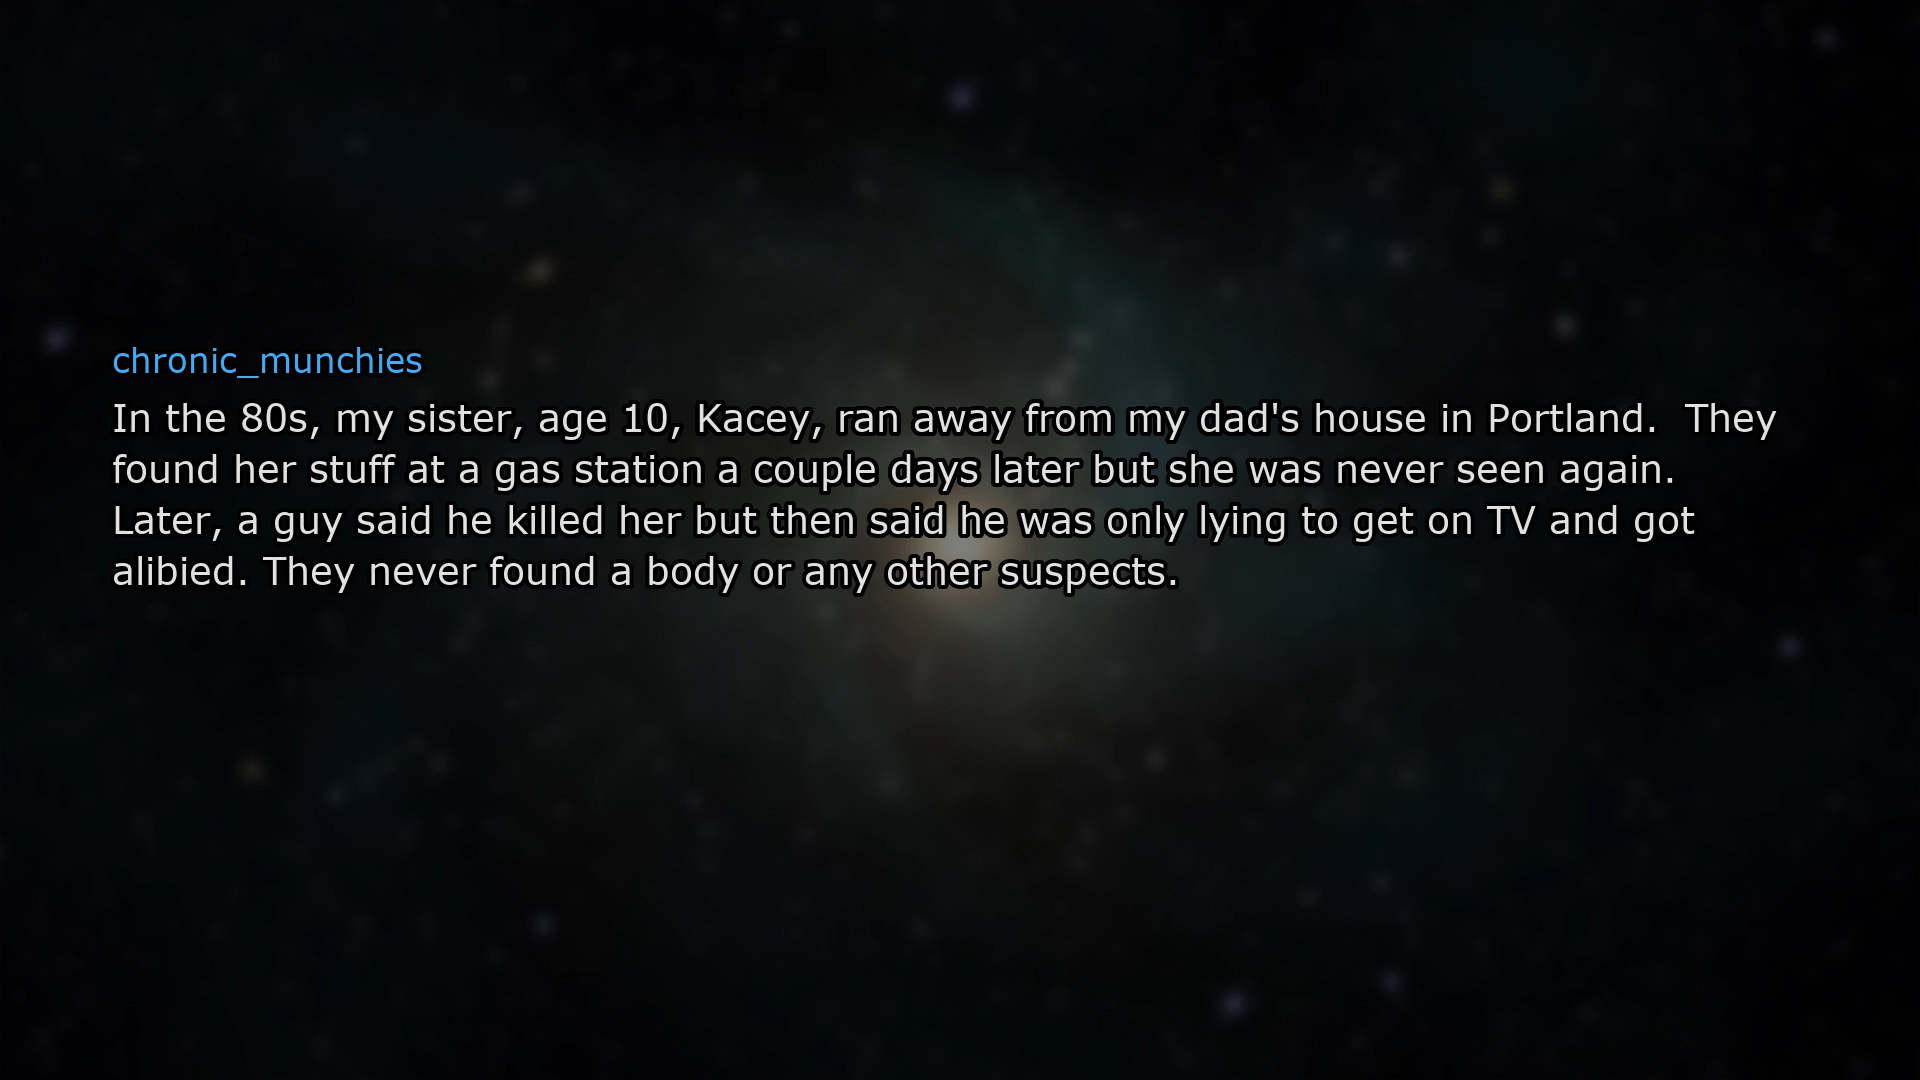 chronic_munchies
In the 80s, my sister, age 10, Kacey, ran away from my dad's house in Portland.  They
found her stuff at a gas station a couple days later but she was never seen again.
Later, a guy said he killed her but then said he was only lying to get on TV and got
alibied. They never found a body or any other suspects.